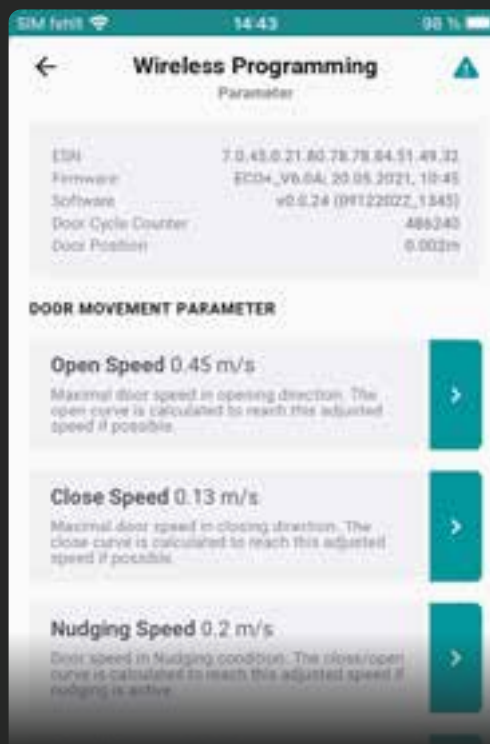 SIM 14:43 98 %
Wireless Programming
Parameter
ESN 7.0.45.0.21.80.78.78.84.51.49.32
Firmware ECO+_V6.04; 20.05.2021, 10:45
Software v0.0.24 (09122022_1345)
Door Cycle Counter 486240
Door Position 0.002m
DOOR MOVEMENT PARAMETER
Open Speed 0.45 m/s
Maximal door speed in opening direction. The
open curve is calculated to reach this adjusted
speed if possible.
Close Speed 0.13 m/s
Maximal door speed in closing direction. The
close curve is calculated to reach this adjusted
speed if possible.
Nudging Speed 0.2 m/s
Door speed in Nudging condition. The close/open
curve is calculated to reach this adjusted speed if
nudging is active.